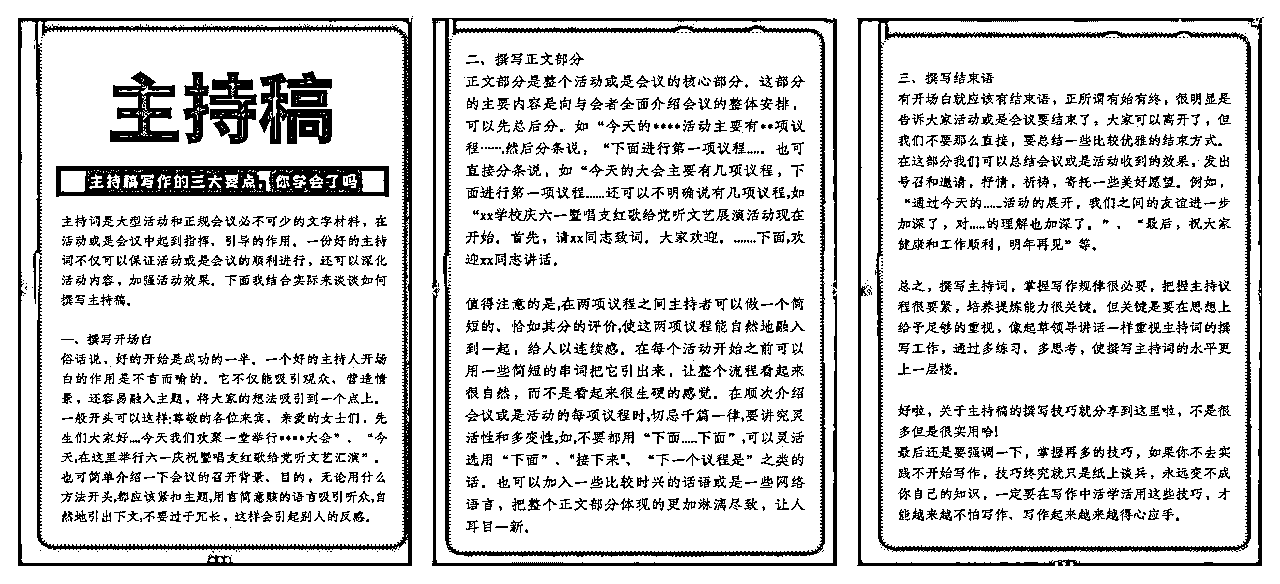 主持稿
主持稿写作的三大要点，你学会了吗
主持词是大型活动和正规会议必不可少的文字材料，在
活动或是会议中起到指挥、引导的作用。一份好的主持
词不仅可以保证活动或是会议的顺利进行，还可以深化
活动内容，加强活动效果。下面我结合实际来谈谈如何
撰写主持稿。
一、撰写开场白
俗话说，好的开始是成功的一半。一个好的主持人开场
白的作用是不言而喻的。它不仅能吸引观众、营造情
景，还容易融入主题，将大家的想法吸引到一个点上。
一般开头可以这样:尊敬的各位来宾、亲爱的女士们，先
生们大家好...今天我们欢聚一堂举行****大会”、“今
天,在这里举行六一庆祝暨唱支红歌给党听文艺汇演”。
也可简单介绍一下会议的召开背景、目的，无论用什么
方法开头,都应该紧扣主题,用言简意赅的语言吸引听众,自
然地引出下文,不要过于冗长，这样会引起别人的反感。
二、撰写正文部分
正文部分是整个活动或是会议的核心部分。这部分
的主要内容是向与会者全面介绍会议的整体安排，
可以先总后分。如“今天的****活动主要有**项议
程……,然后分条说，“下面进行第一项议程.....。也可
直接分条说，如“今天的大会主要有几项议程，下
面进行第一项议程......还可以不明确说有几项议程,如
“xx学校庆六一暨唱支红歌给党听文艺展演活动现在
开始。首先，请xx同志致词。大家欢迎。.......下面,欢
迎xx同志讲话。
值得注意的是,在两项议程之间主持者可以做一个简
短的、恰如其分的评价,使这两项议程能自然地融入
到一起，给人以连续感。在每个活动开始之前可以
用一些简短的串词把它引出来，让整个流程看起来
很自然，而不是看起来很生硬的感觉。在顺次介绍
会议或是活动的每项议程时,切忌千篇一律,要讲究灵
活性和多变性,如,不要都用“下面.....下面”,可以灵活
选用“下面”、"接下来"、“下一个议程是”之类的
话。也可以加入一些比较时兴的话语或是一些网络
语言，把整个正文部分体现的更加淋漓尽致，让人
耳目一新。
三、撰写结束语
有开场白就应该有结束语，正所谓有始有终，很明显是
告诉大家活动或是会议要结束了，大家可以离开了，但
我们不要那么直接，要总结一些比较优雅的结束方式。
在这部分我们可以总结会议或是活动收到的效果，发出
号召和邀请，抒情，祈祷，寄托一些美好愿望。例如，
“通过今天的.....活动的展开，我们之间的友谊进一步
加深了，对.....的理解也加深了。”、“最后，祝大家
健康和工作顺利，明年再见”等。
总之，撰写主持词，掌握写作规律很必要，把握主持议
程很要紧，培养提炼能力很关键。但关键是要在思想上
给予足够的重视，像起草领导讲话一样重视主持词的撰
写工作，通过多练习、多思考，使撰写主持词的水平更
上一层楼。
好啦，关于主持稿的撰写技巧就分享到这里啦，不是很
多但是很实用哈!
最后还是要强调一下，掌握再多的技巧，如果你不去实
践不开始写作，技巧终究就只是纸上谈兵，永远变不成
你自己的知识，一定要在写作中活学活用这些技巧，才
能越来越不怕写作、写作起来越来越得心应手。